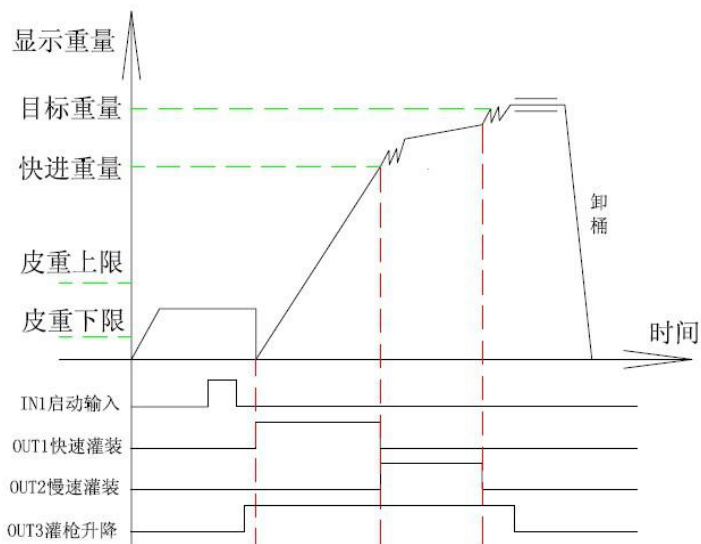 显示重量
目标重量
快进重量
皮重上限
皮重下限
卸桶
时间
IN1启动输入
OUT1快速灌装
OUT2慢速灌装
OUT3灌枪升降